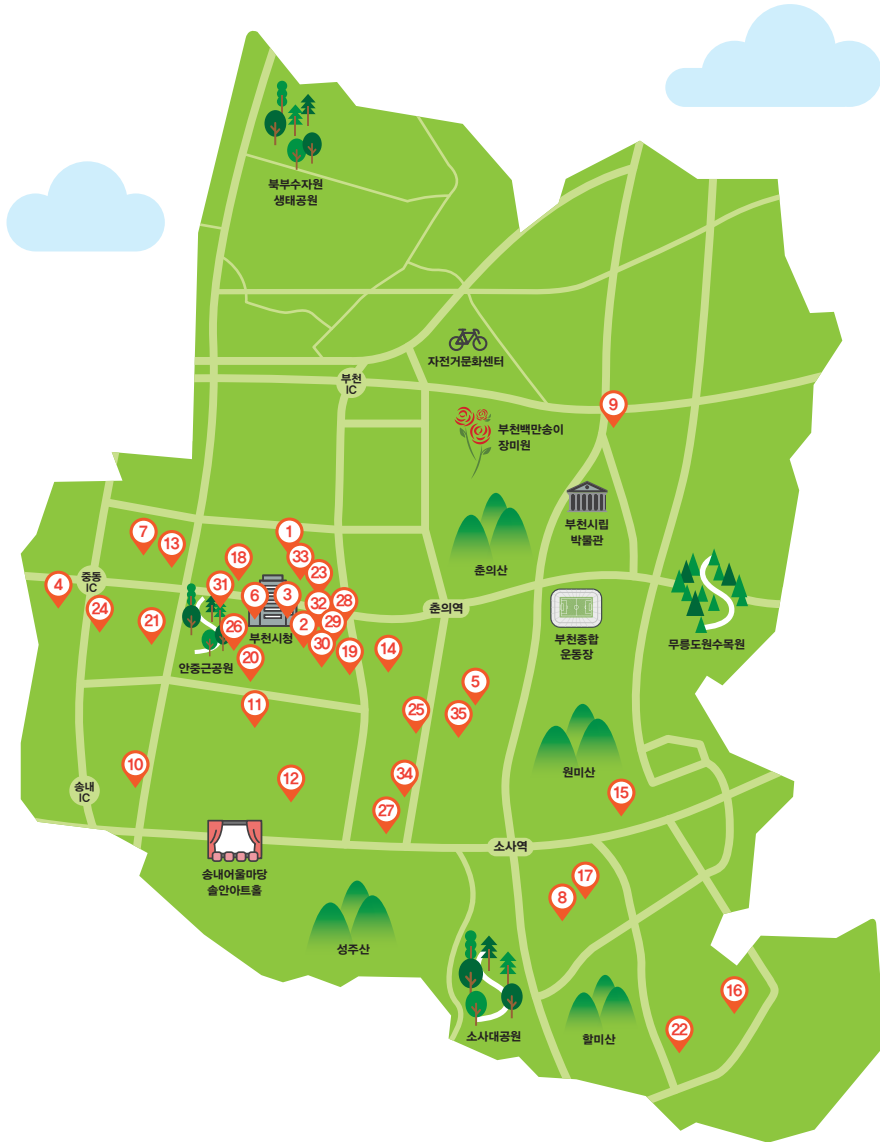 북부수자원
생태공원
자전거문화센터
부천
IC
9
부천백만송이
장미원
부천시립
박물관
춘의산
7
13
1
18
33
23
4
중동
IC
31
6
3
32
28
24
21
26
2
29
부천시청
30
춘의역
부천종합
운동장
무릉도원수목원
안중근공원
20
19
14
5
11
25
35
10
12
34
원미산
송내
IC
27
15
소사역
송내어울마당
솔안아트홀
17
8
성주산
16
소사대공원
할미산
22